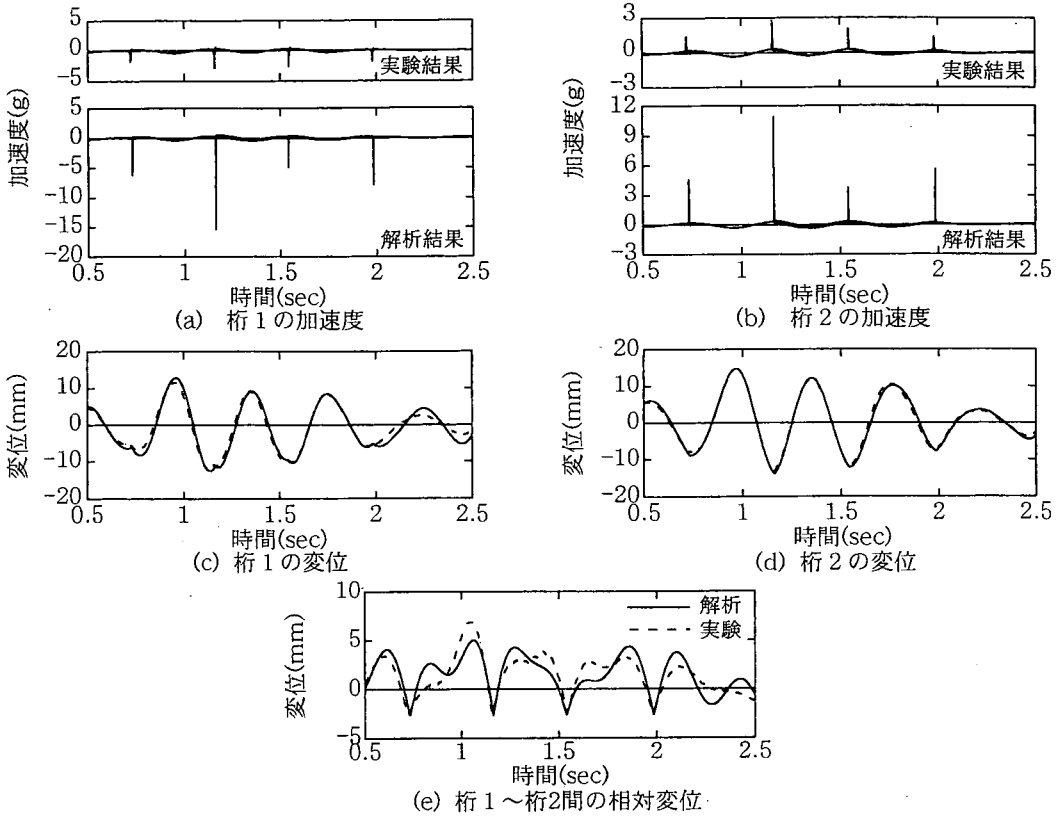 5
0
-5
実験結果
5
0
-5
-10
-15
-20
解析結果
加速度(g)
0.5 1 1.5 2 2.5
時間(sec)
(a) 桁1の加速度
3
0
-3
実験結果
12
9
6
3
0
-3
解析結果
加速度(g)
0.5 1 1.5 2 2.5
時間(sec)
(b) 桁2の加速度
20
10
0
-10
-20
変位(mm)
0.5 1 1.5 2 2.5
時間(sec)
(c) 桁1の変位
20
10
0
-10
-20
変位(mm)
0.5 1 1.5 2 2.5
時間(sec)
(d) 桁2の変位
10
5
0
-5
変位(mm)
解析
実験
0.5 1 1.5 2 2.5
時間(sec)
(e) 桁1～桁2間の相対変位